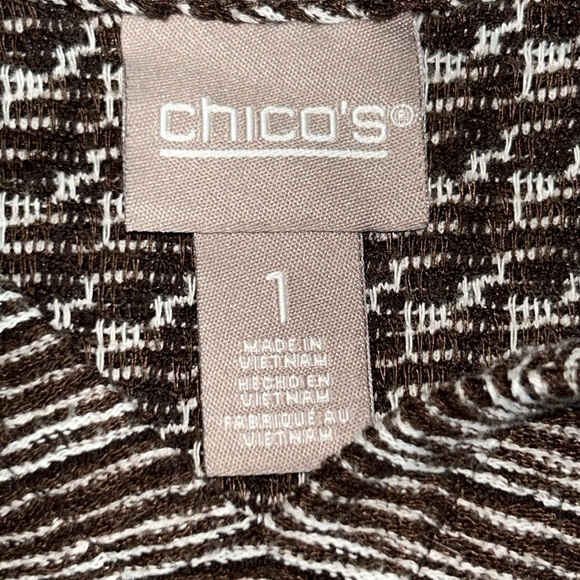 chico's®
1
MADE IN
VIETNAM
HECHO EN
VIETNAM
FABRIQUÉ AU
VIETNAM